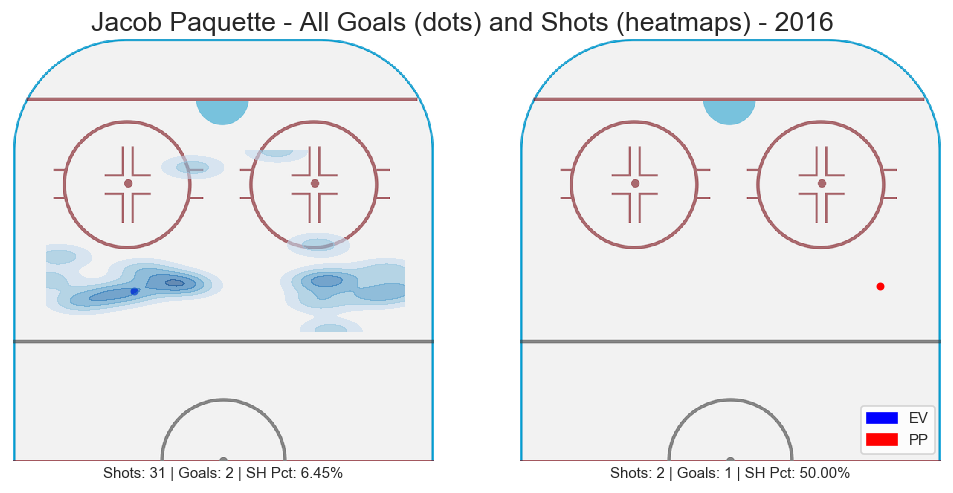 Jacob Paquette - All Goals (dots) and Shots (heatmaps) - 2016
EV
PP
Shots: 31 | Goals: 2 | SH Pct: 6.45%
Shots: 2 | Goals: 1 | SH Pct: 50.00%